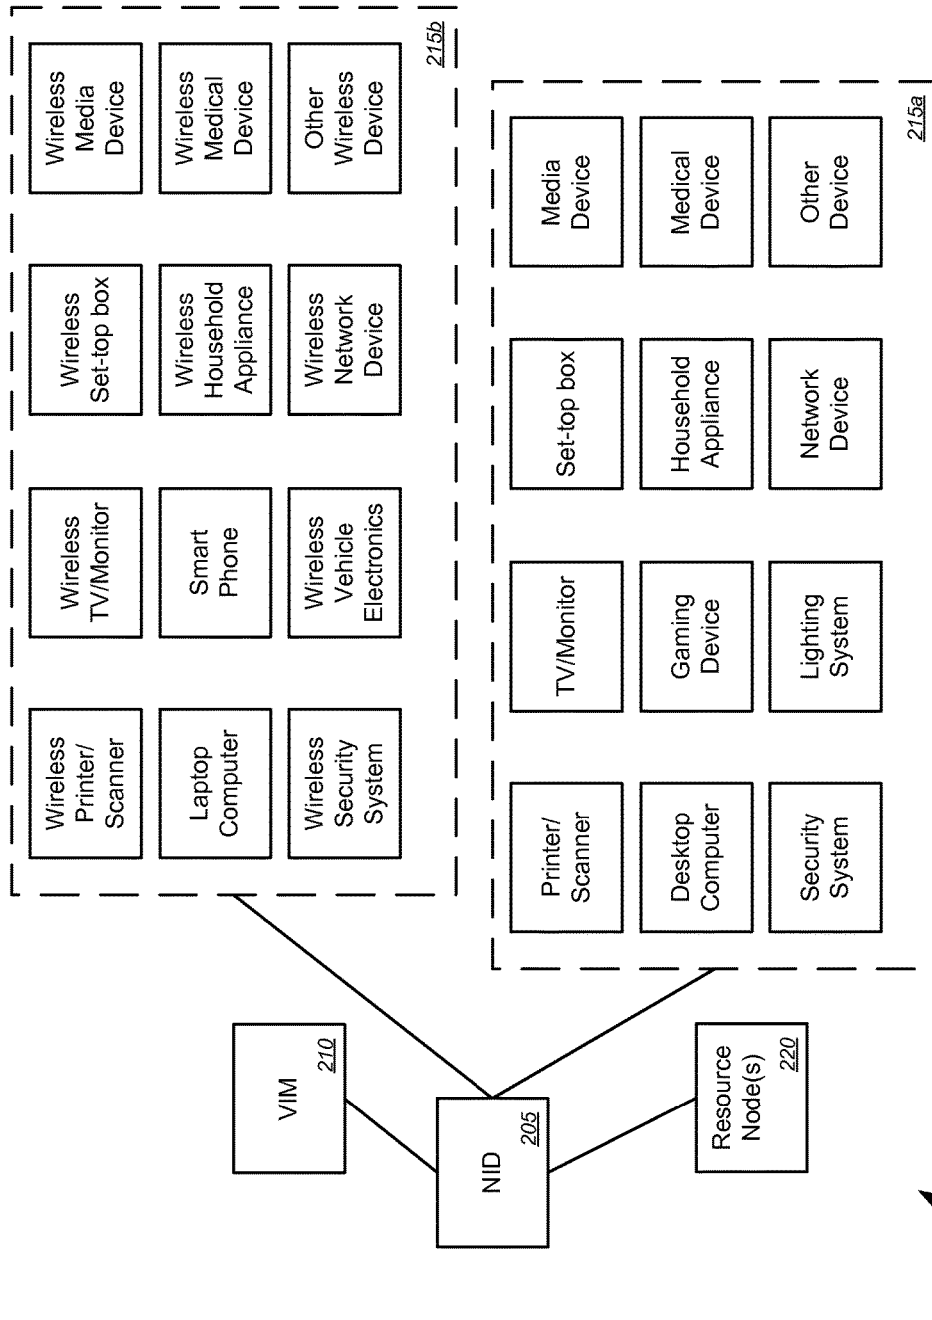 VIM
210
NID
205
Resource
Node(s)
220
Wireless
Printer/
Scanner
Wireless
TV/Monitor
Wireless
Set-top box
Wireless
Media
Device
Laptop
Computer
Smart
Phone
Wireless
Household
Appliance
Wireless
Medical
Device
Wireless
Security
System
Wireless
Vehicle
Electronics
Wireless
Network
Device
Other
Wireless
Device
215b
Printer/
Scanner
TV/Monitor
Set-top box
Media
Device
Desktop
Computer
Gaming
Device
Household
Appliance
Medical
Device
Security
System
Lighting
System
Network
Device
Other
Device
215a